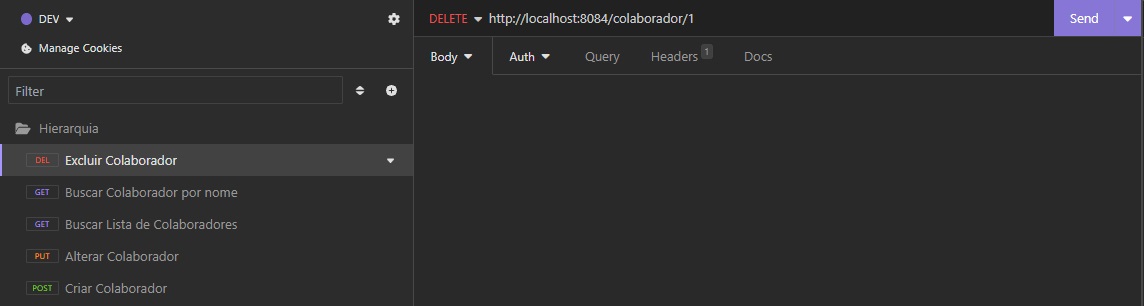 DEV
Manage Cookies
Filter
Hierarquia
DEL Excluir Colaborador
GET Buscar Colaborador por nome
GET Buscar Lista de Colaboradores
PUT Alterar Colaborador
POST Criar Colaborador
DELETE http://localhost:8084/colaborador/1 Send
Body Auth Query Headers 1 Docs